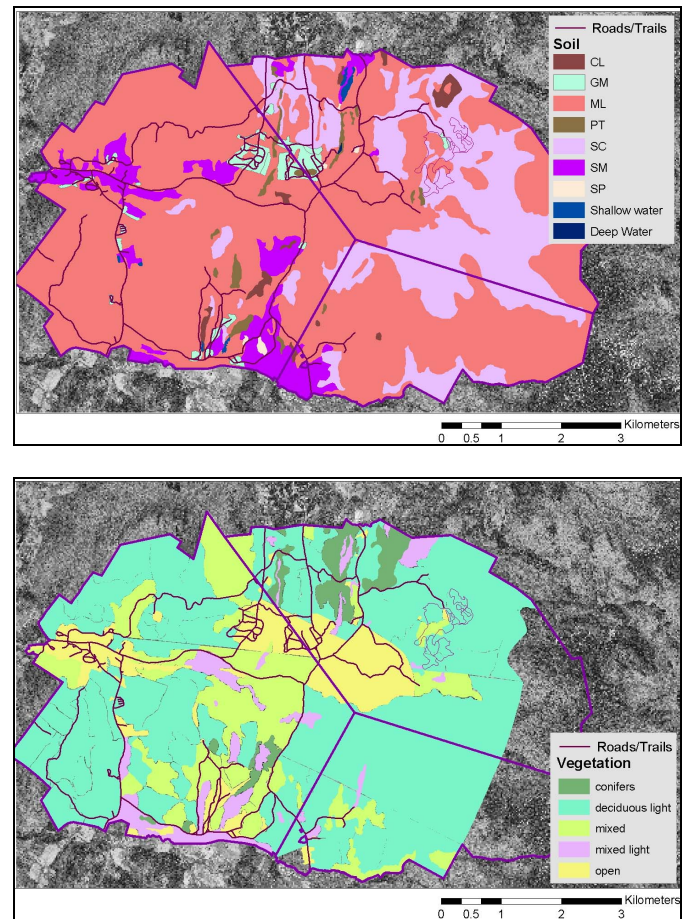 Roads/Trails
Soil
CL
GM
ML
PT
SC
SM
SP
Shallow water
Deep Water
Kilometers
0 0.5 1 2 3
Roads/Trails
Vegetation
conifers
deciduous light
mixed
mixed light
open
Kilometers
0 0.5 1 2 3